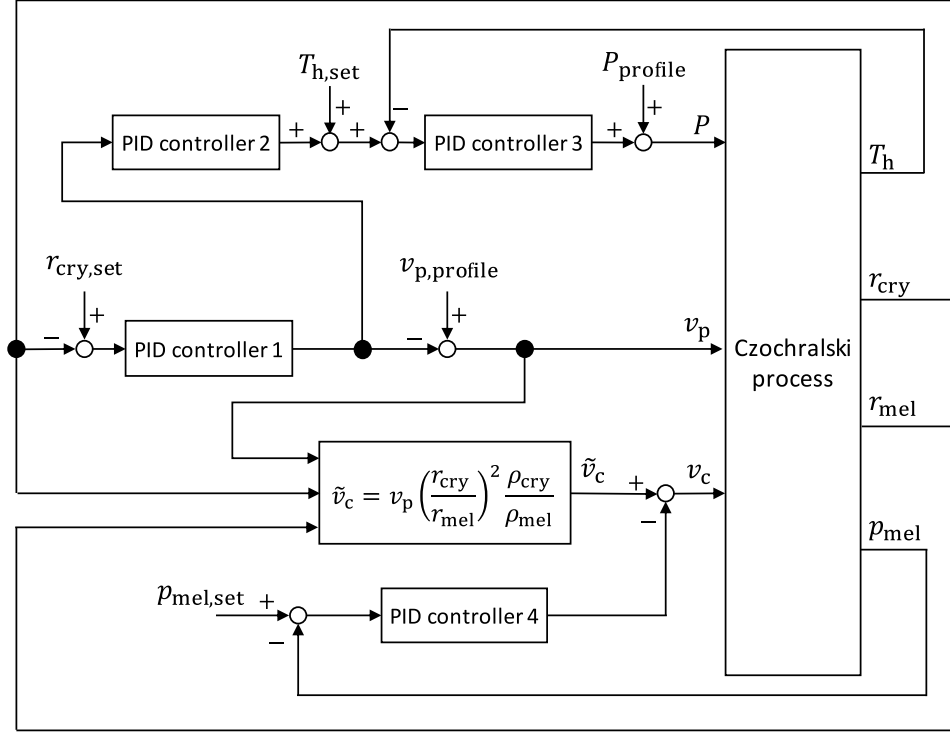 T_h,set
P_profile
+
+
−
PID controller 2
+
+
PID controller 3
+
P
T_h
r_cry,set
v_p,profile
r_cry
+
+
−
PID controller 1
−
v_p
Czochralski
process
r_mel
ṽ_c = v_p (r_cry / r_mel)² ρ_cry / ρ_mel
ṽ_c
+
v_c
−
p_mel
p_mel,set
+
−
PID controller 4